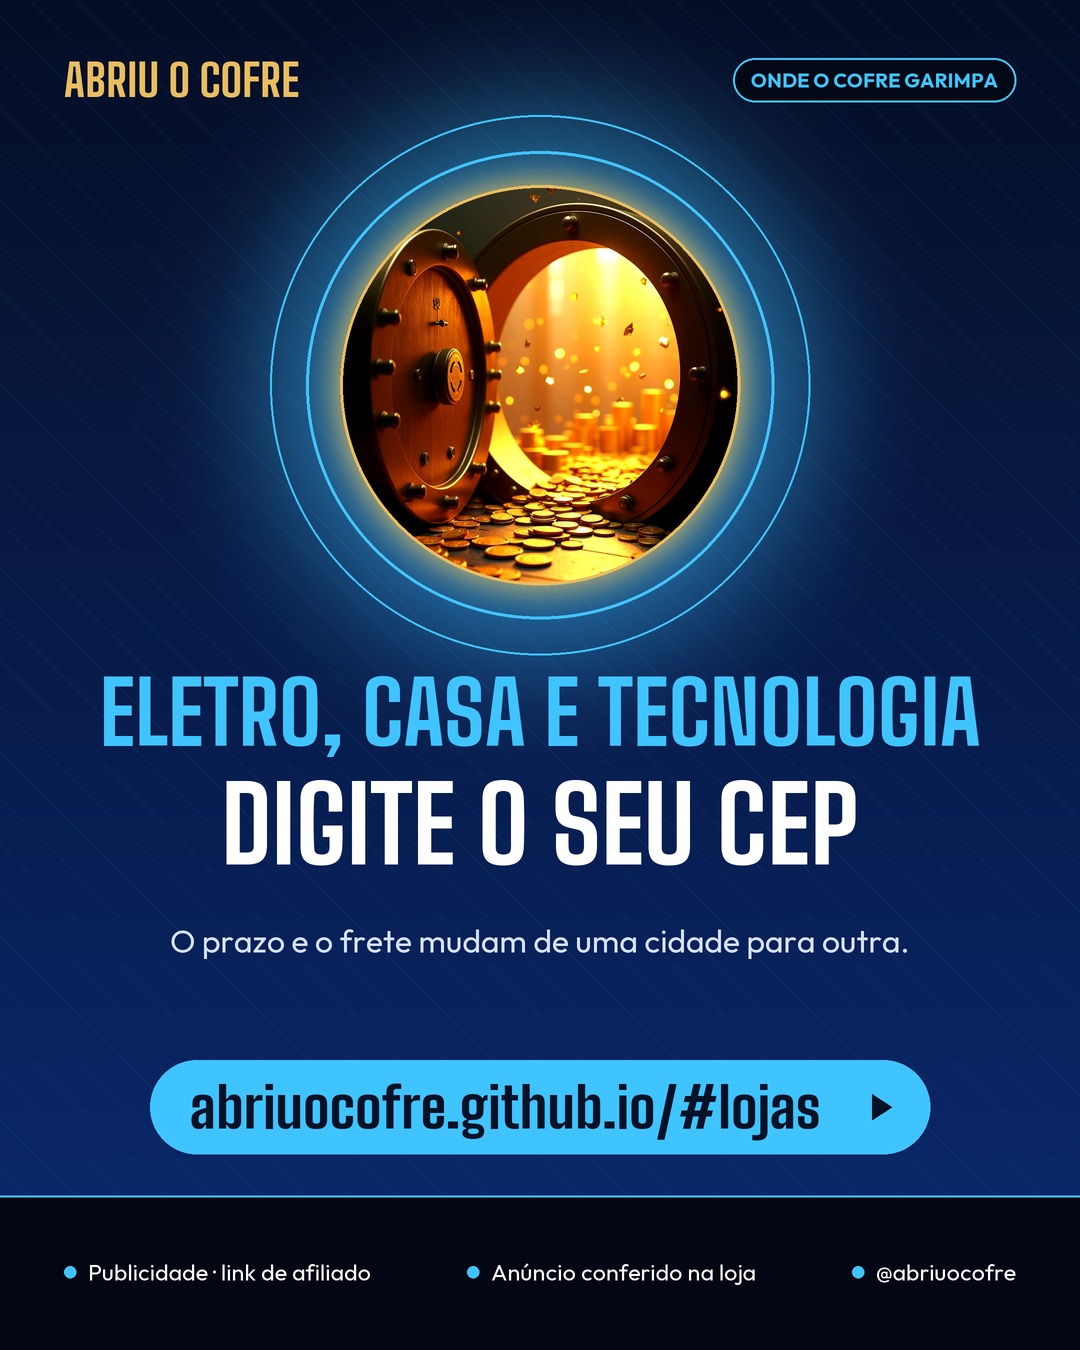 ABRIU O COFRE
ONDE O COFRE GARIMPA
ELETRO, CASA E TECNOLOGIA
DIGITE O SEU CEP
O prazo e o frete mudam de uma cidade para outra.
abriuocofre.github.io/#lojas
Publicidade · link de afiliado
Anúncio conferido na loja
@abriuocofre